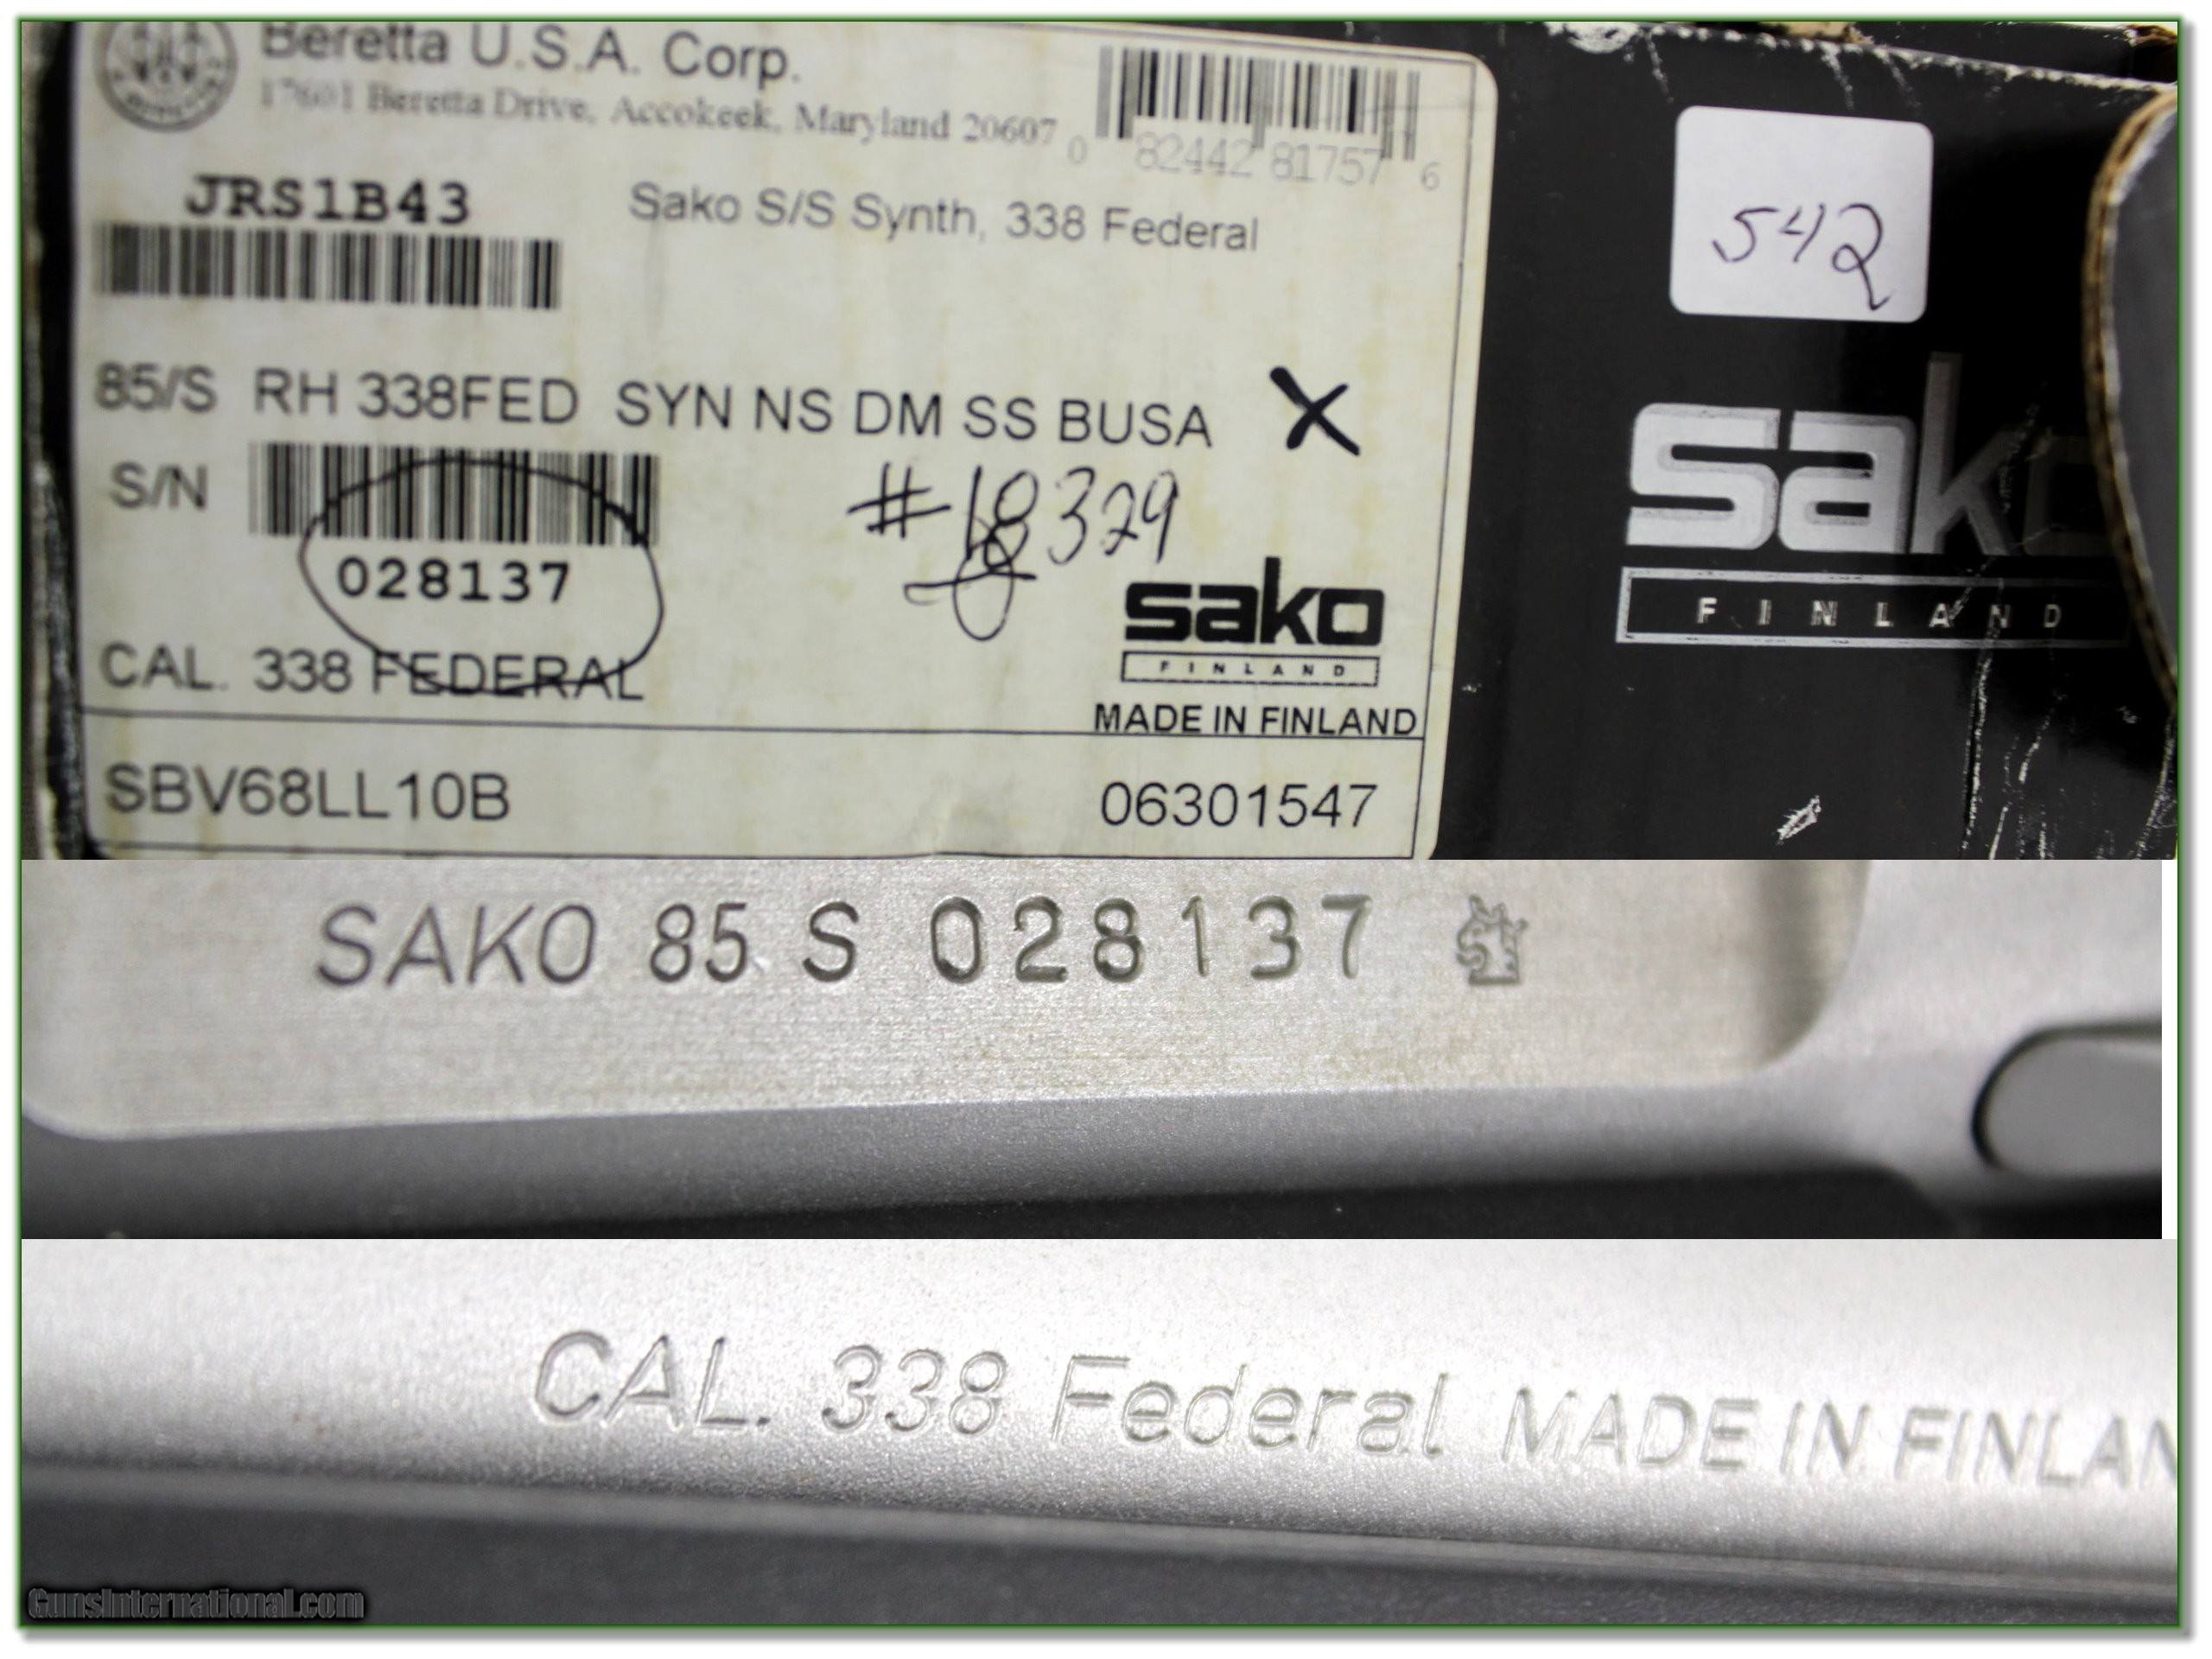 Beretta U.S.A. Corp.
17601 Beretta Drive, Accokeek, Maryland 20607
0 82442 81757 6
JRS1B43
Sako S/S Synth, 338 Federal
542
85/S RH 338FED SYN NS DM SS BUSA X
S/N
#18329
028137
sako
FINLAND
CAL. 338 FEDERAL
MADE IN FINLAND
SBV68LL10B
06301547
sako
FINLAND
SAKO 85 S 028137
CAL. 338 Federal MADE IN FINLAN
GunsInternational.com